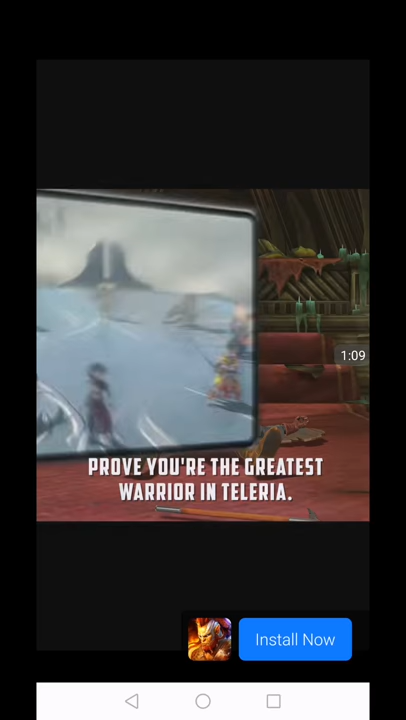 1:09
PROVE YOU'RE THE GREATEST
WARRIOR IN TELERIA.
Install Now